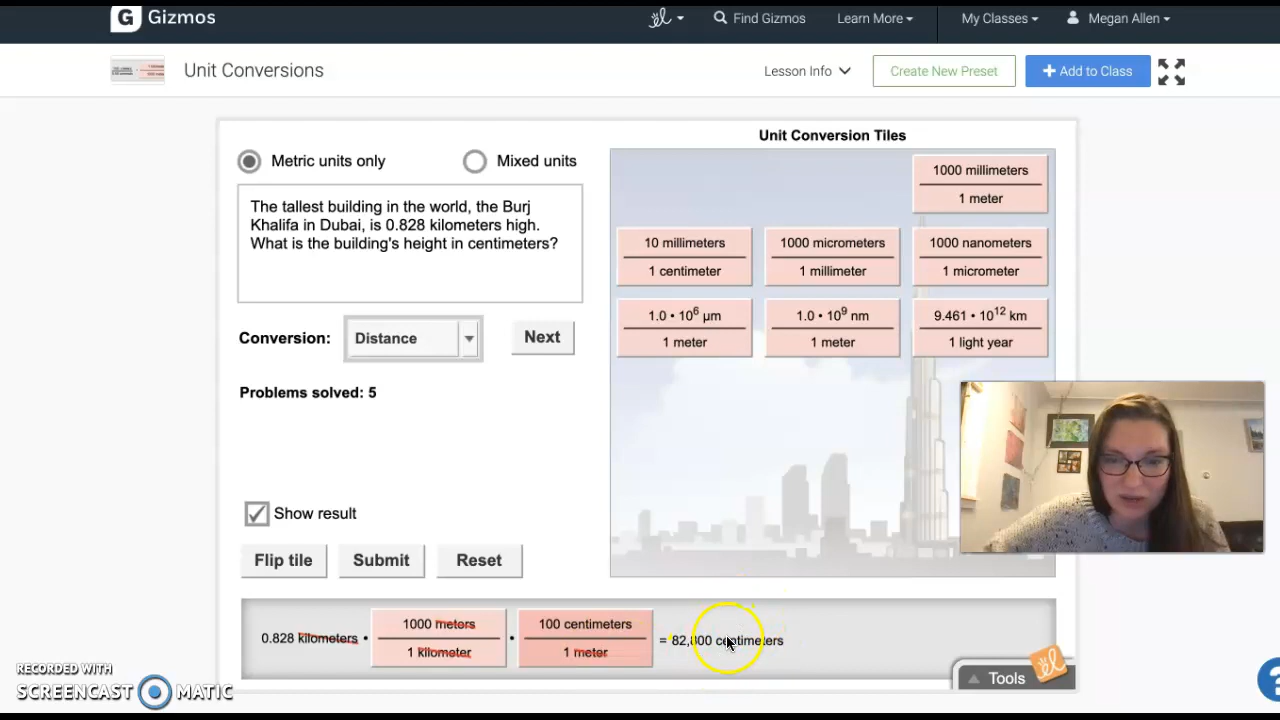 G Gizmos
Find Gizmos
Learn More
My Classes
Megan Allen
Unit Conversions
Lesson Info
Create New Preset
+ Add to Class
Unit Conversion Tiles
Metric units only
Mixed units
The tallest building in the world, the Burj
Khalifa in Dubai, is 0.828 kilometers high.
What is the building's height in centimeters?
1000 millimeters
1 meter
10 millimeters
1 centimeter
1000 micrometers
1 millimeter
1000 nanometers
1 micrometer
1.0 • 10⁶ μm
1 meter
1.0 • 10⁹ nm
1 meter
9.461 • 10¹² km
1 light year
Conversion:
Distance
Next
Problems solved: 5
Show result
Flip tile
Submit
Reset
0.828 kilometers •
1000 meters
1 kilometer
•
100 centimeters
1 meter
= 82,800 centimeters
Tools
?
RECORDED WITH
SCREENCAST MATIC